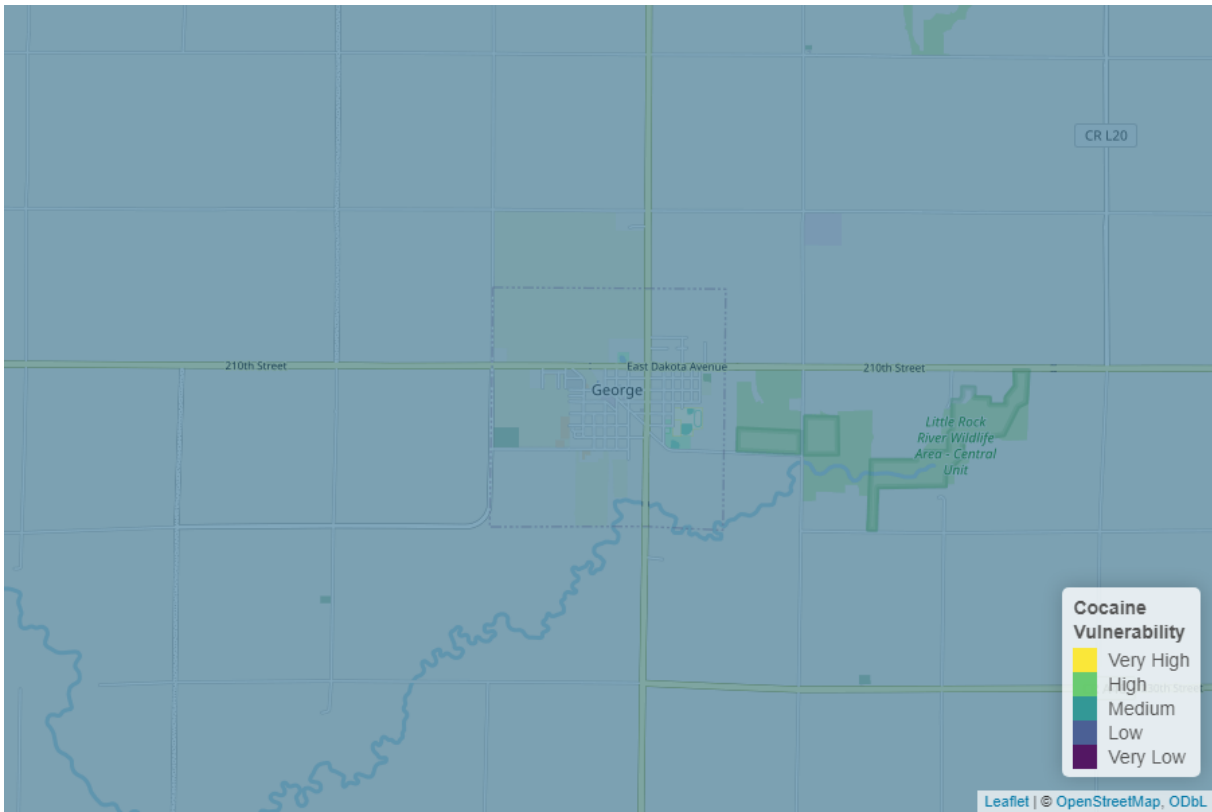 CR L20
210th Street
East Dakota Avenue
210th Street
George
Little Rock
River Wildlife
Area - Central
Unit
Cocaine
Vulnerability
Very High
High
Medium
Low
Very Low
Leaflet | © OpenStreetMap, ODbL